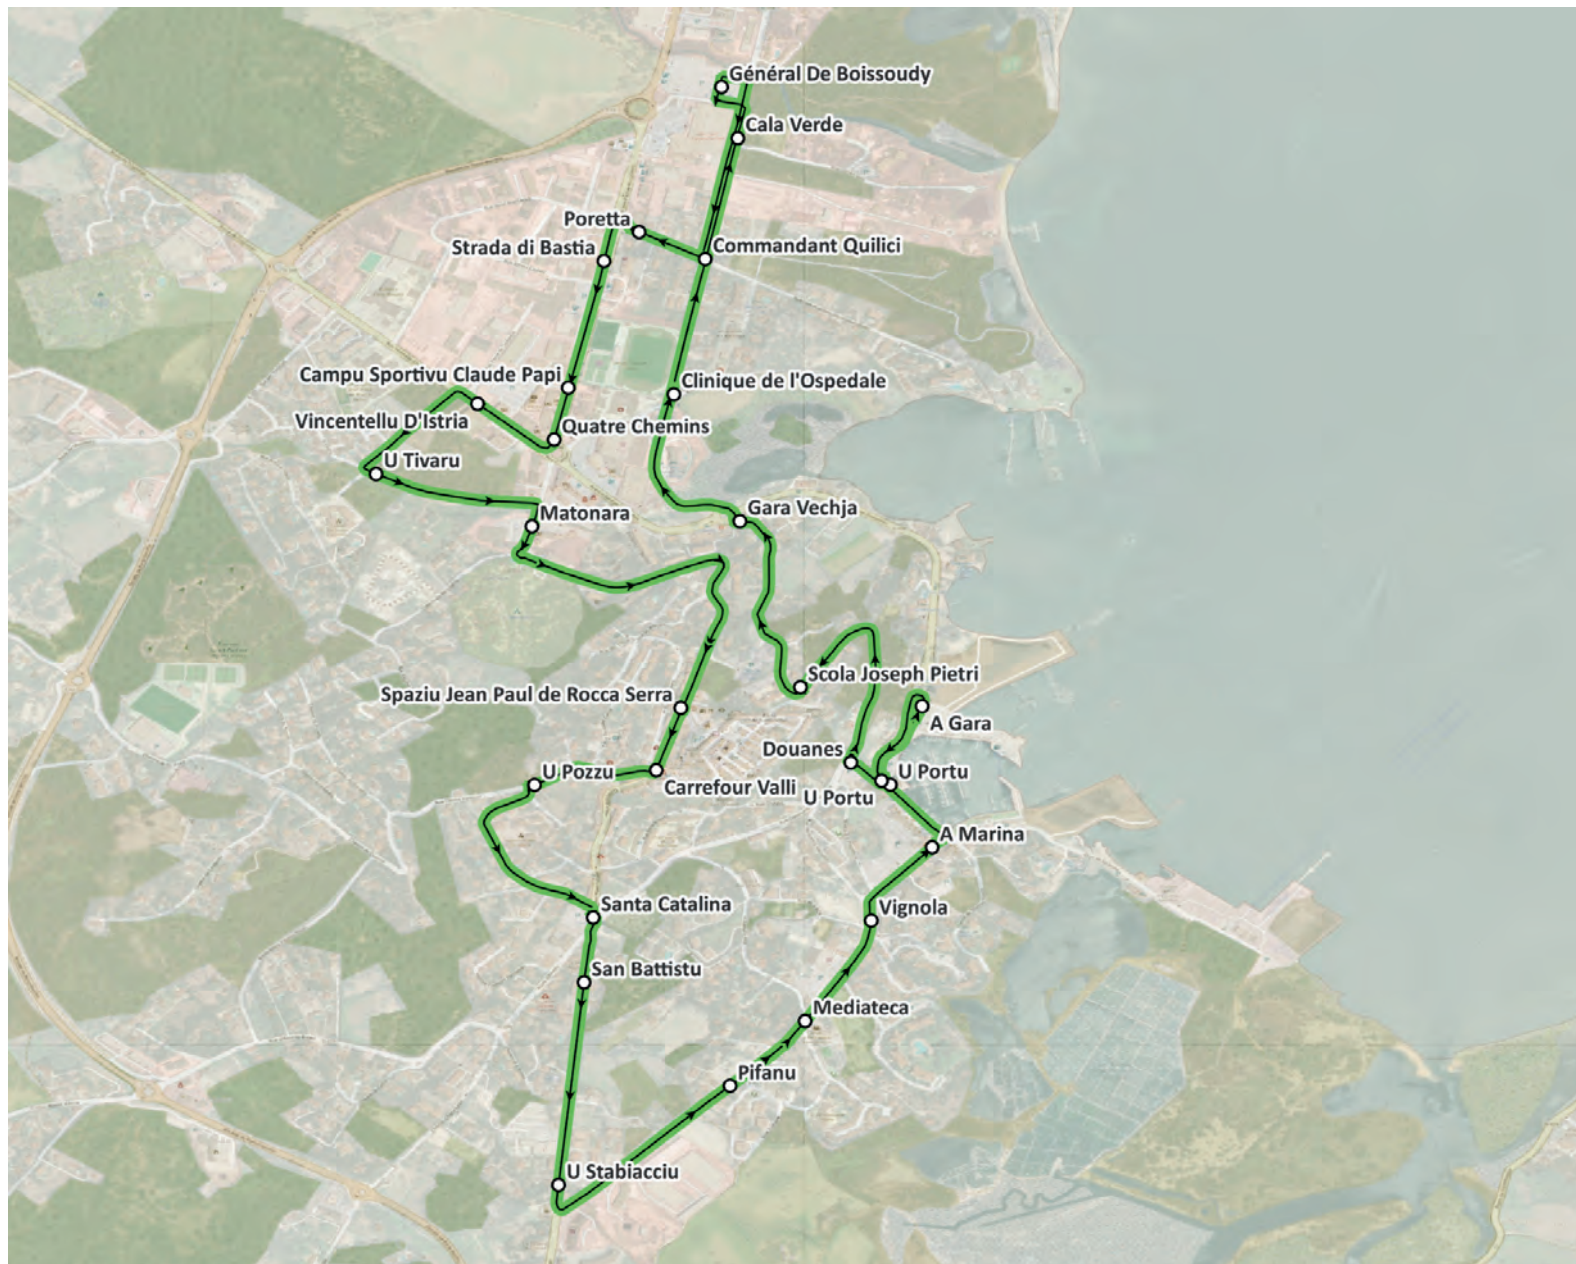 Général De Boissoudy
Cala Verde
Poretta
Strada di Bastia
Commandant Quilici
Campu Sportivu Claude Papi
Clinique de l'Ospedale
Vincentellu D'Istria
Quatre Chemins
U Tivaru
Matonara
Gara Vechja
Scola Joseph Pietri
Spaziu Jean Paul de Rocca Serra
A Gara
Douanes
U Pozzu
U Portu
Carrefour Valli
U Portu
A Marina
Santa Catalina
Vignola
San Battistu
Mediateca
Pifanu
U Stabiacciu